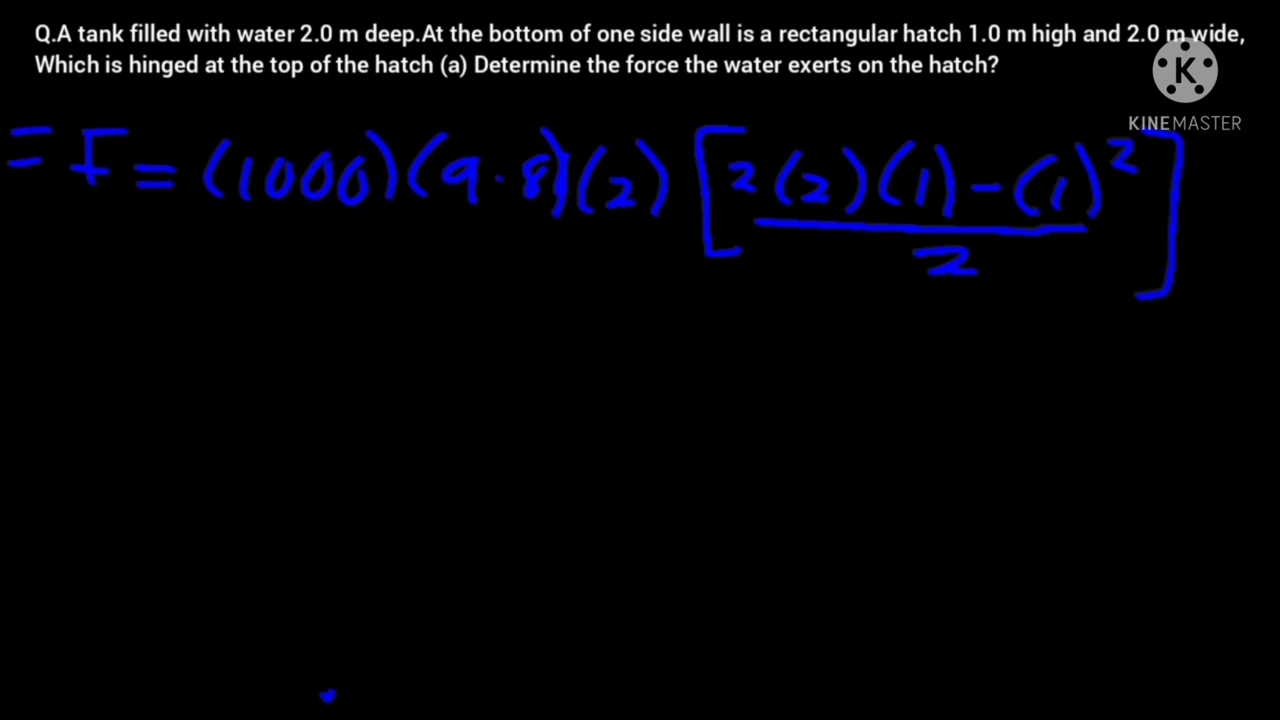 Q.A tank filled with water 2.0 m deep.At the bottom of one side wall is a rectangular hatch 1.0 m high and 2.0 m wide,
Which is hinged at the top of the hatch (a) Determine the force the water exerts on the hatch?
KINEMASTER
= F = (1000)(9.8)(2) [2(2)(1)-(1)²
2]